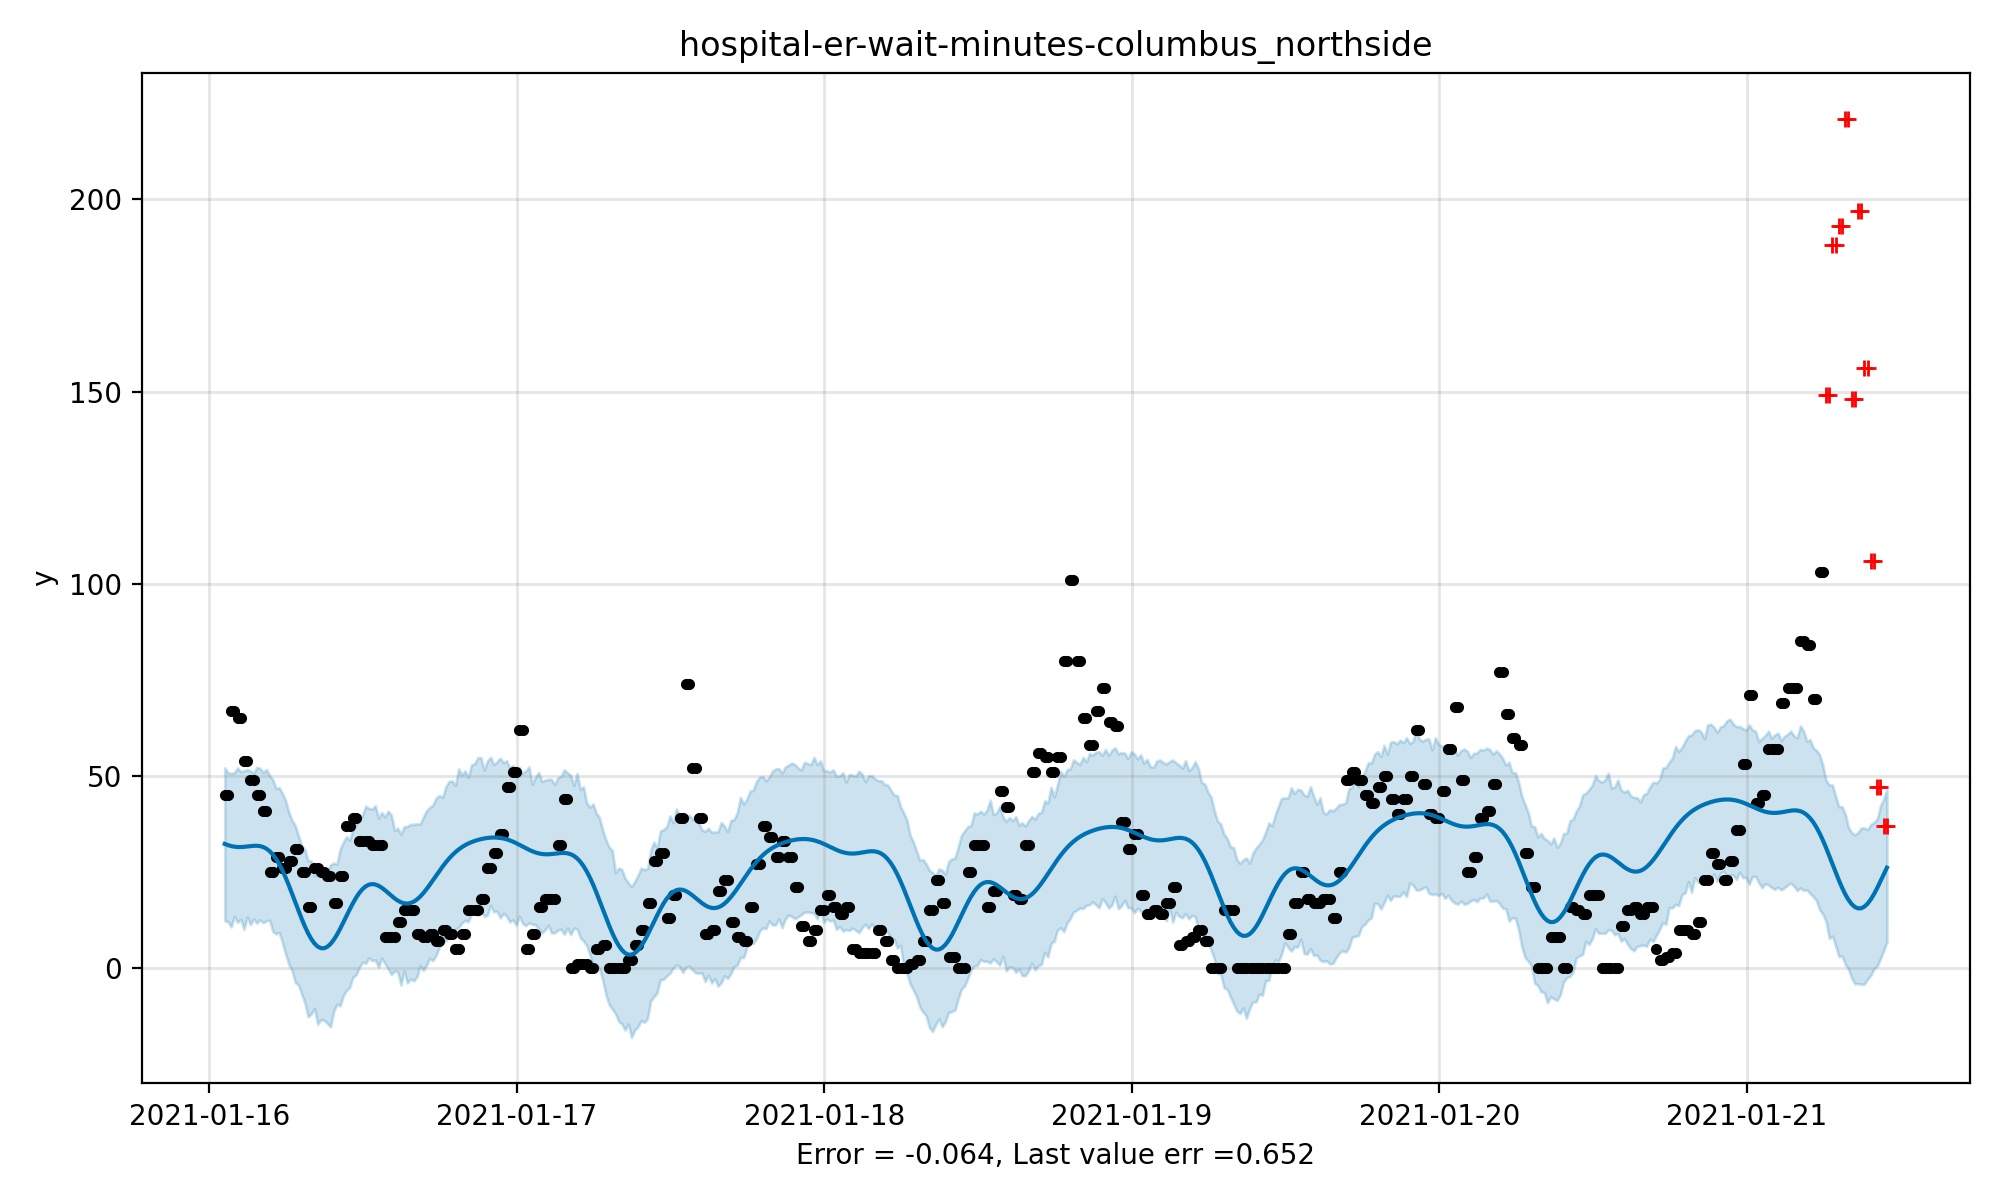 hospital-er-wait-minutes-columbus_northside
y
200
150
100
50
0
2021-01-16 2021-01-17 2021-01-18 2021-01-19 2021-01-20 2021-01-21
Error = -0.064, Last value err =0.652